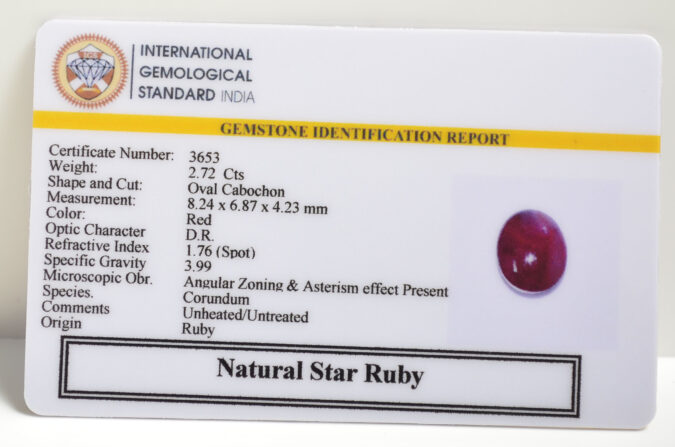 IGS
INTERNATIONAL
GEMOLOGICAL
STANDARD INDIA
GEMSTONE IDENTIFICATION REPORT
Certificate Number: 3653
Weight: 2.72 Cts
Shape and Cut: Oval Cabochon
Measurement: 8.24 x 6.87 x 4.23 mm
Color: Red
Optic Character D.R.
Refractive Index 1.76 (Spot)
Specific Gravity 3.99
Microscopic Obr. Angular Zoning & Asterism effect Present
Species. Corundum
Comments Unheated/Untreated
Origin Ruby
Natural Star Ruby